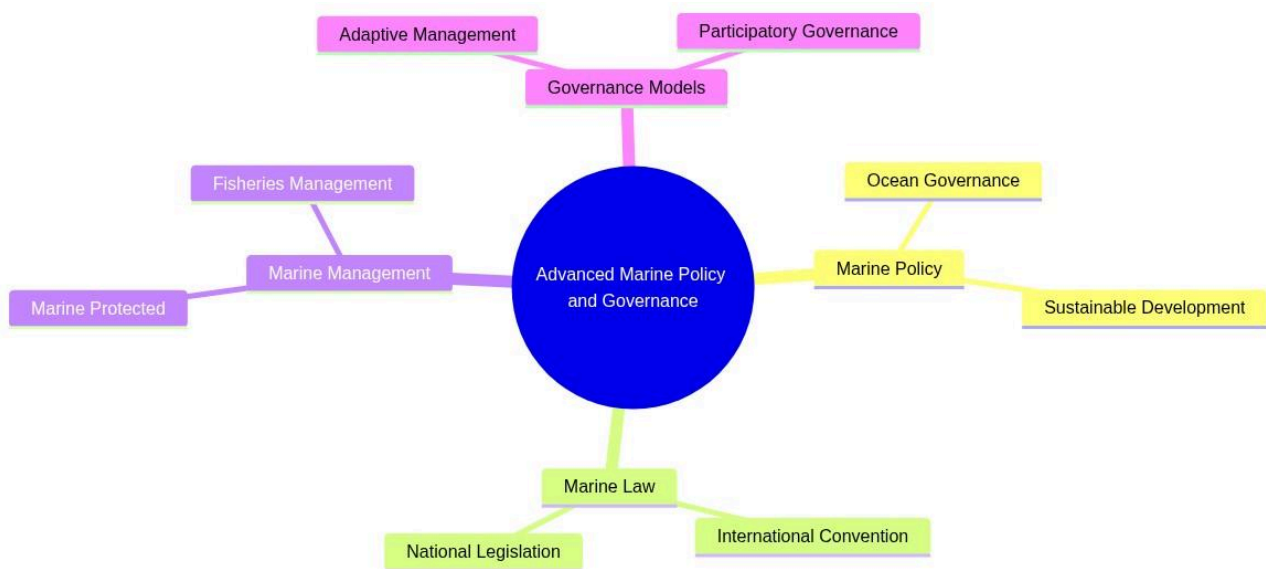 Adaptive Management
Participatory Governance
Governance Models
Fisheries Management
Ocean Governance
Marine Management
Marine Policy
Advanced Marine Policy
and Governance
Marine Protected
Sustainable Development
Marine Law
National Legislation
International Convention